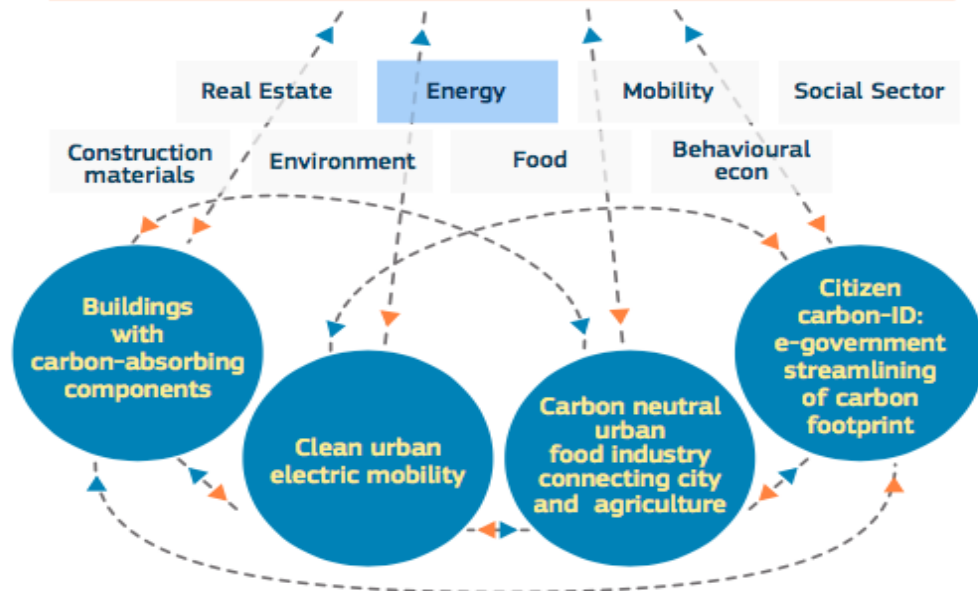 Real Estate
Energy
Mobility
Social Sector
Construction
materials
Environment
Food
Behavioural
econ
Buildings
with
carbon-absorbing
components
Clean urban
electric mobility
Carbon neutral
urban
food industry
connecting city
and agriculture
Citizen
carbon-ID:
e-government
streamlining
of carbon
footprint